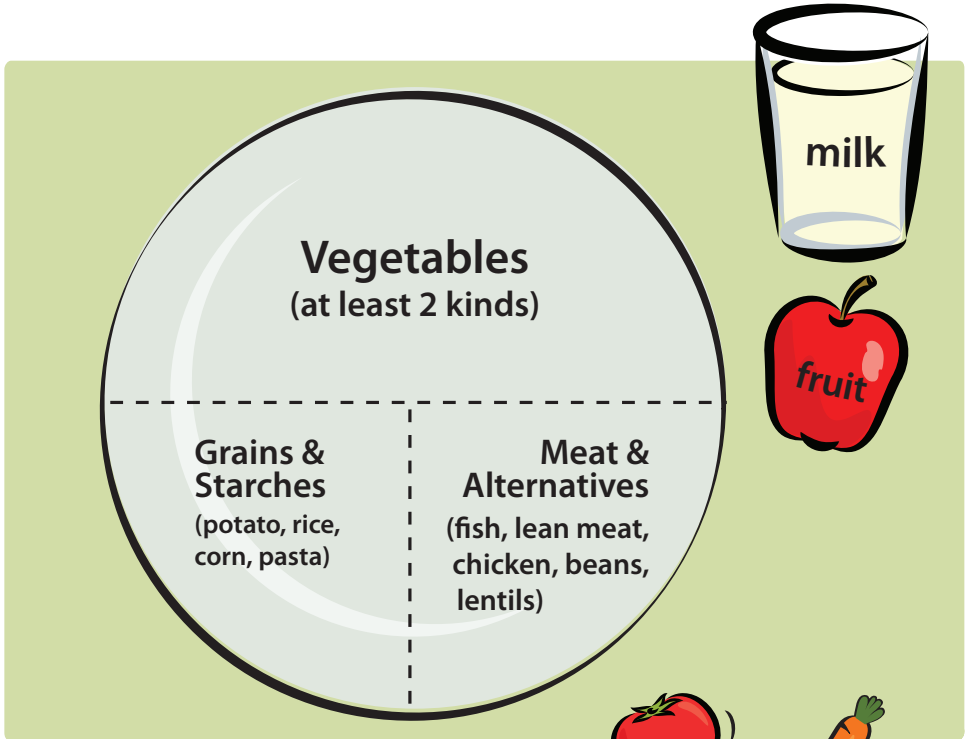 milk
Vegetables
(at least 2 kinds)
fruit
Grains &
Starches
(potato, rice,
corn, pasta)
Meat &
Alternatives
(fish, lean meat,
chicken, beans,
lentils)